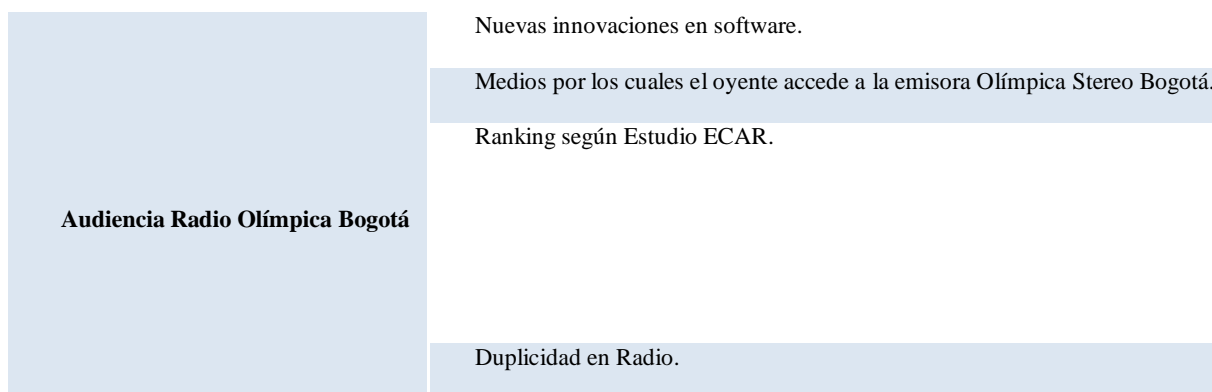 Nuevas innovaciones en software.
Medios por los cuales el oyente accede a la emisora Olímpica Stereo Bogotá.
Ranking según Estudio ECAR.
Audiencia Radio Olímpica Bogotá
Duplicidad en Radio.